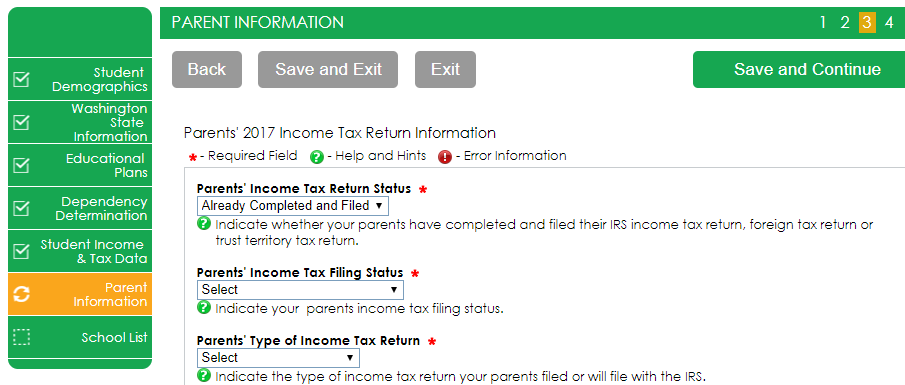 PARENT INFORMATION
1 2 3 4
Student
Demographics
Washington
State
Information
Educational
Plans
Dependency
Determination
Student Income
& Tax Data
Parent
Information
School List
Back
Save and Exit
Exit
Save and Continue
Parents' 2017 Income Tax Return Information
* - Required Field ? - Help and Hints ! - Error Information
Parents' Income Tax Return Status *
Already Completed and Filed ▼
? Indicate whether your parents have completed and filed their IRS income tax return, foreign tax return or
trust territory tax return.
Parents' Income Tax Filing Status *
Select ▼
? Indicate your parents income tax filing status.
Parents' Type of Income Tax Return *
Select ▼
? Indicate the type of income tax return your parents filed or will file with the IRS.